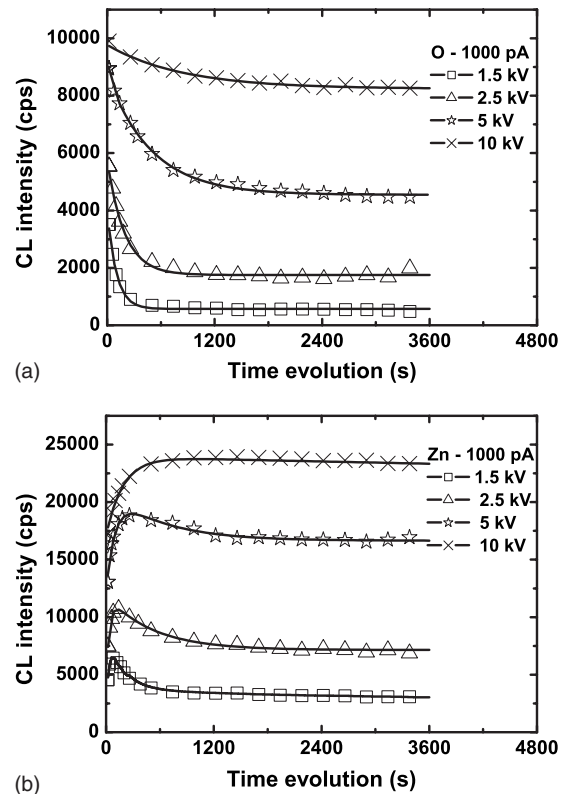 10000
8000
6000
4000
2000
0
CL intensity (cps)
O - 1000 pA
1.5 kV
2.5 kV
5 kV
10 kV
0 1200 2400 3600 4800
Time evolution (s)
(a)
25000
20000
15000
10000
5000
0
CL intensity (cps)
Zn - 1000 pA
1.5 kV
2.5 kV
5 kV
10 kV
0 1200 2400 3600 4800
Time evolution (s)
(b)